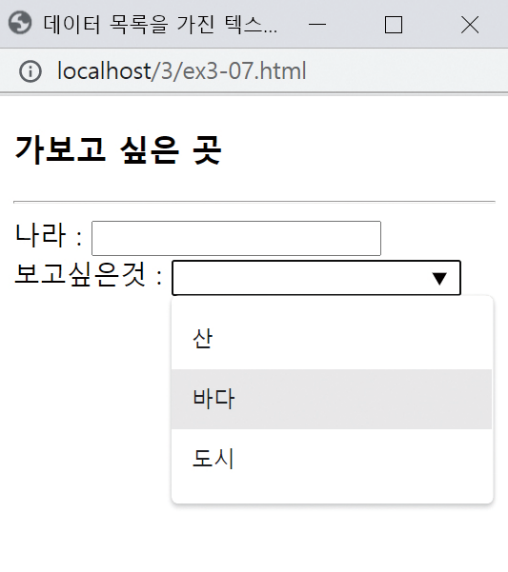 데이터 목록을 가진 텍스...
localhost/3/ex3-07.html
가보고 싶은 곳
나라 :
보고싶은것 :
산
바다
도시